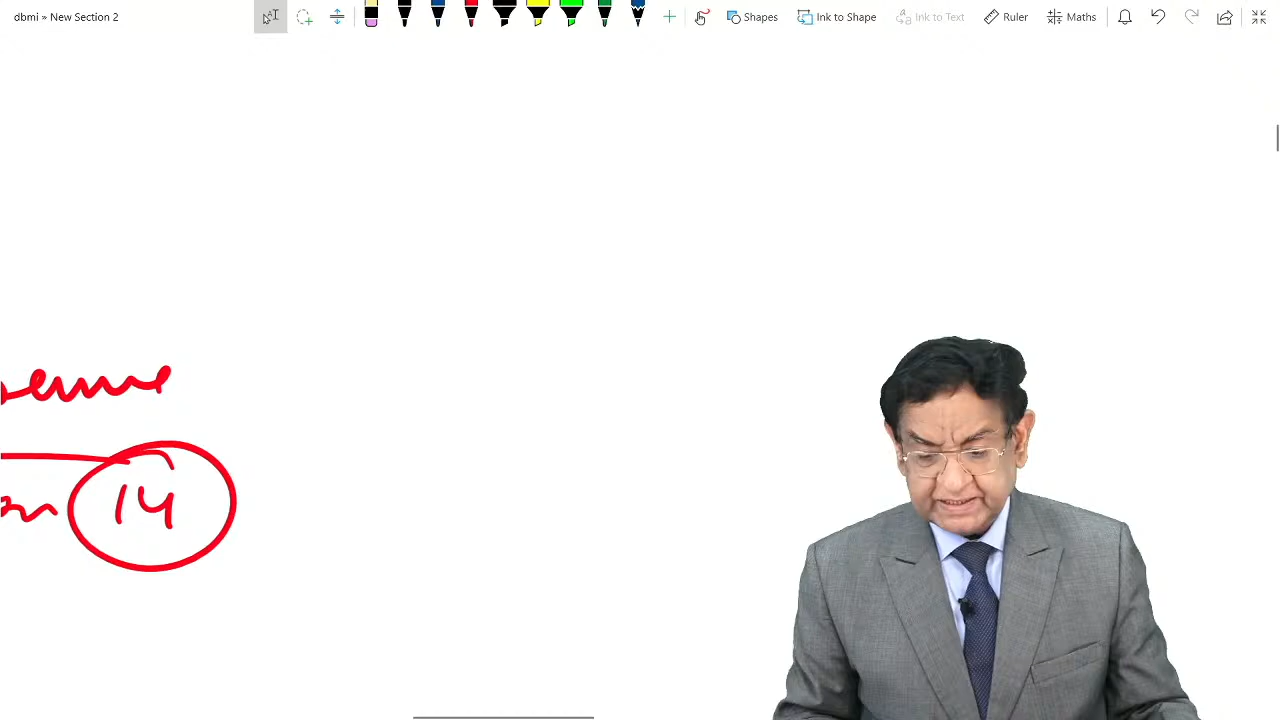 dbmi » New Section 2
Shapes
Ink to Shape
Ink to Text
Ruler
Maths
14